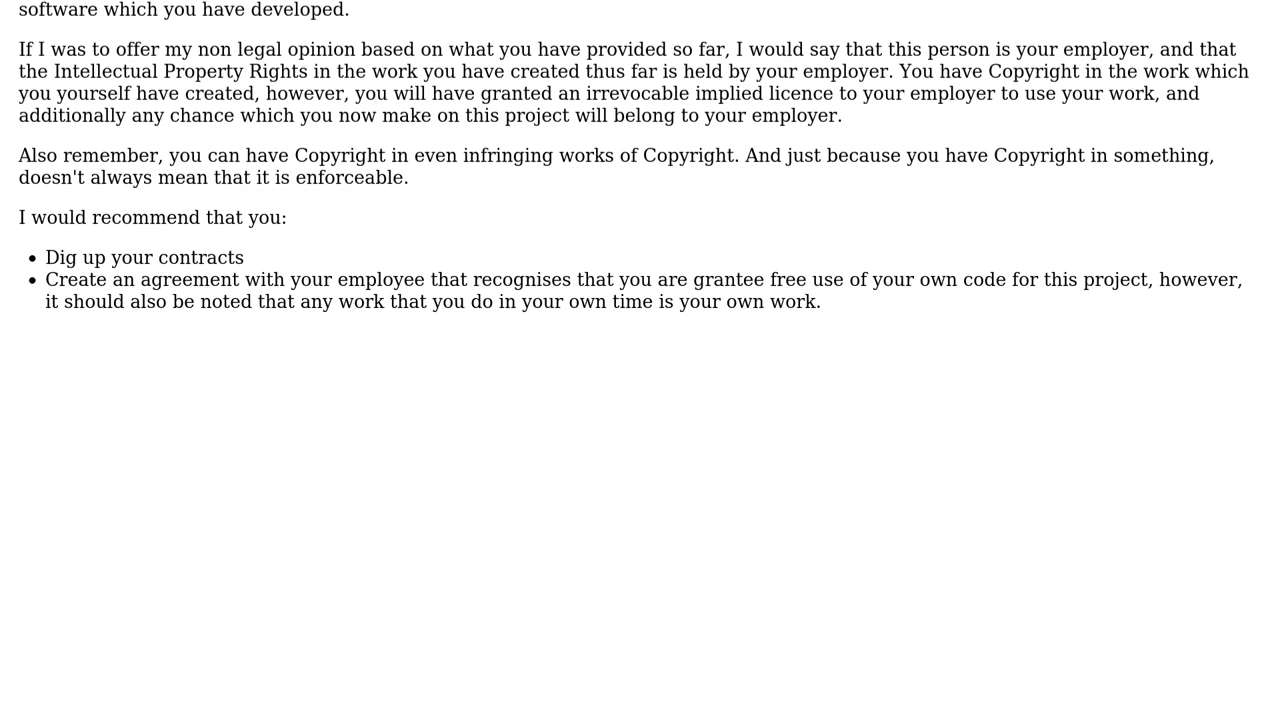 software which you have developed.
If I was to offer my non legal opinion based on what you have provided so far, I would say that this person is your employer, and that
the Intellectual Property Rights in the work you have created thus far is held by your employer. You have Copyright in the work which
you yourself have created, however, you will have granted an irrevocable implied licence to your employer to use your work, and
additionally any chance which you now make on this project will belong to your employer.
Also remember, you can have Copyright in even infringing works of Copyright. And just because you have Copyright in something,
doesn't always mean that it is enforceable.
I would recommend that you:
• Dig up your contracts
• Create an agreement with your employee that recognises that you are grantee free use of your own code for this project, however,
it should also be noted that any work that you do in your own time is your own work.